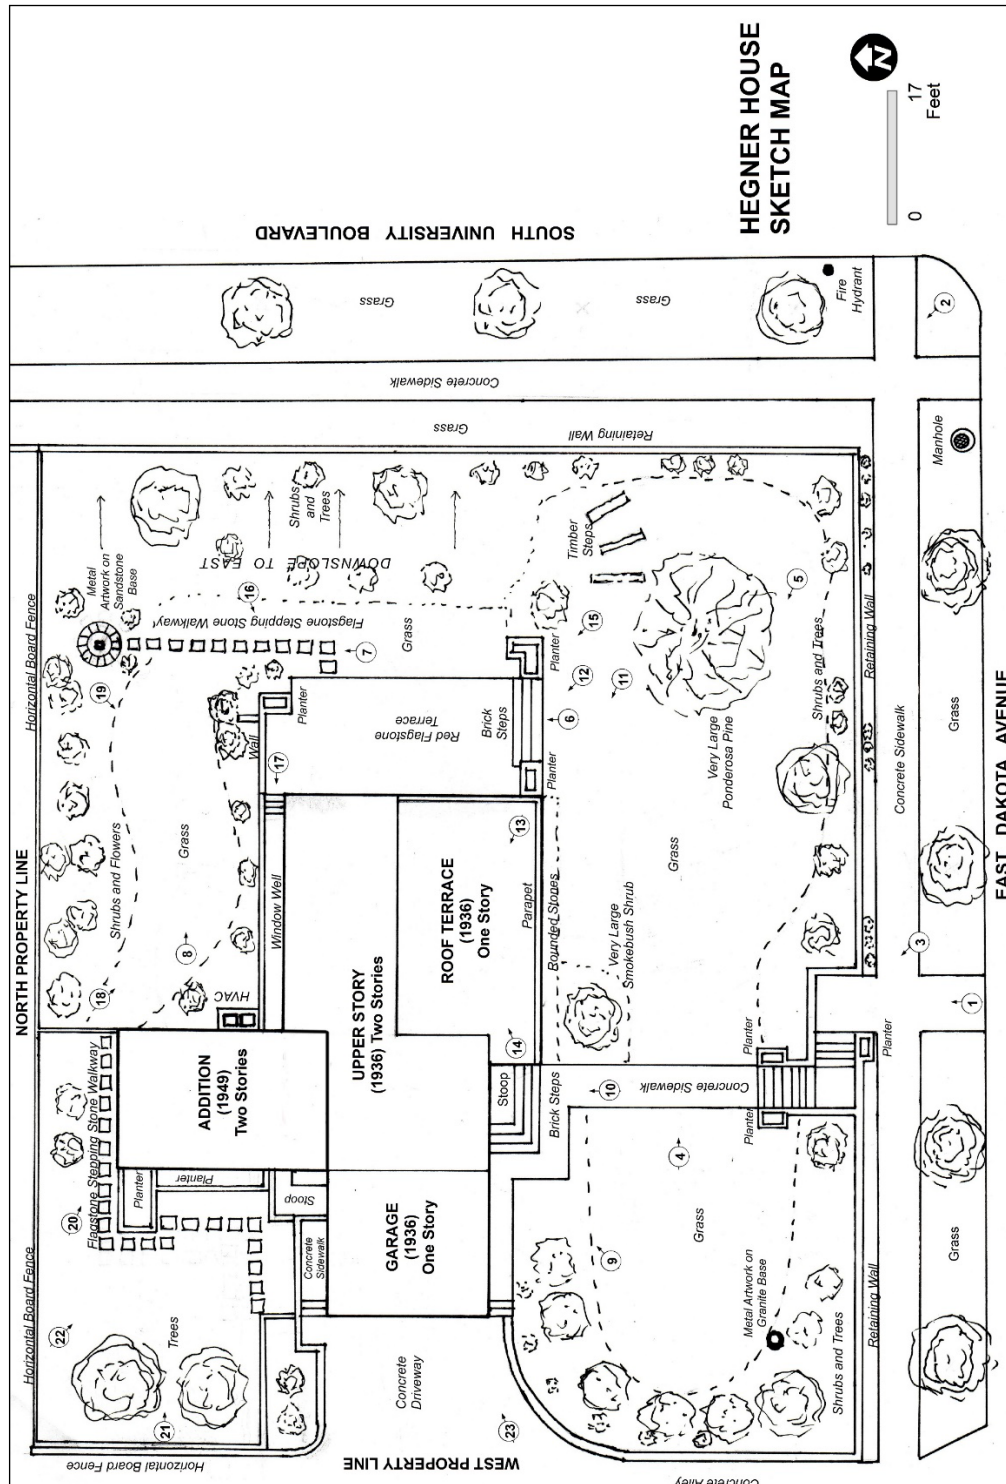 HEGNER HOUSE
SKETCH MAP
N
0
17
Feet
SOUTH UNIVERSITY BOULEVARD
Grass
Grass
Fire
Hydrant
2
Concrete Sidewalk
Grass
Retaining Wall
Manhole
Horizontal Board Fence
Metal
Artwork on
Sandstone
Base
DOWNSLOPE TO EAST
Shrubs
and
Trees
Timber
Steps
5
16
Flagstone Stepping Stone Walkway
Grass
7
15
Planter
12
11
6
19
Planter
Wall
17
Red Flagstone
Terrace
Brick
Steps
Planter
Very Large
Ponderosa Pine
Shrubs and Trees
Retaining Wall
Concrete Sidewalk
Grass
EAST DAKOTA AVENUE
NORTH PROPERTY LINE
Shrubs and Flowers
Grass
8
18
HVAC
Window Well
UPPER STORY
(1936) Two Stories
ROOF TERRACE
(1936)
One Story
13
14
Parapet
Bounded Stones
Very Large
Smokebush Shrub
Grass
3
1
Planter
Planter
Planter
ADDITION
(1949)
Two Stories
Stoop
Brick Steps
10
Concrete Sidewalk
Flagstone Stepping Stone Walkway
20
Planter
Planter
Stoop
Concrete
Sidewalk
GARAGE
(1936)
One Story
4
Grass
9
Metal Artwork on
Granite Base
Shrubs and Trees
Retaining Wall
Grass
Horizontal Board Fence
22
Trees
21
Horizontal Board Fence
Concrete
Driveway
23
WEST PROPERTY LINE
Concrete Alley